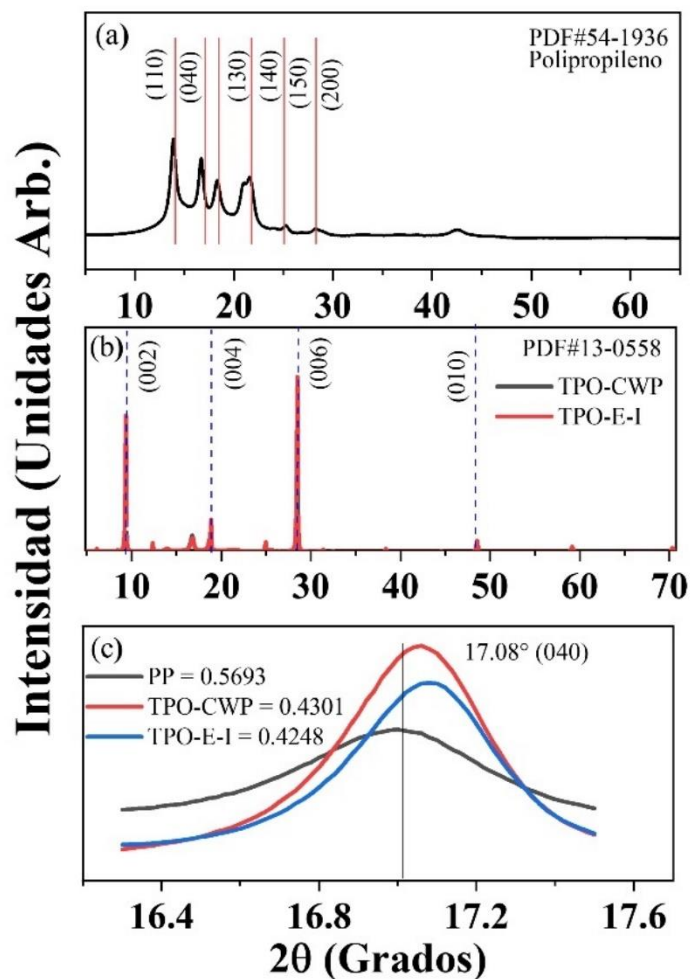 Intensidad (Unidades Arb.)
(a)
PDF#54-1936
Polipropileno
(110)
(040)
(130)
(140)
(150)
(200)
10 20 30 40 50 60
(b)
PDF#13-0558
(002)
(004)
(006)
(010)
TPO-CWP
TPO-E-I
10 20 30 40 50 60 70
(c)
17.08° (040)
PP = 0.5693
TPO-CWP = 0.4301
TPO-E-I = 0.4248
16.4 16.8 17.2 17.6
2θ (Grados)